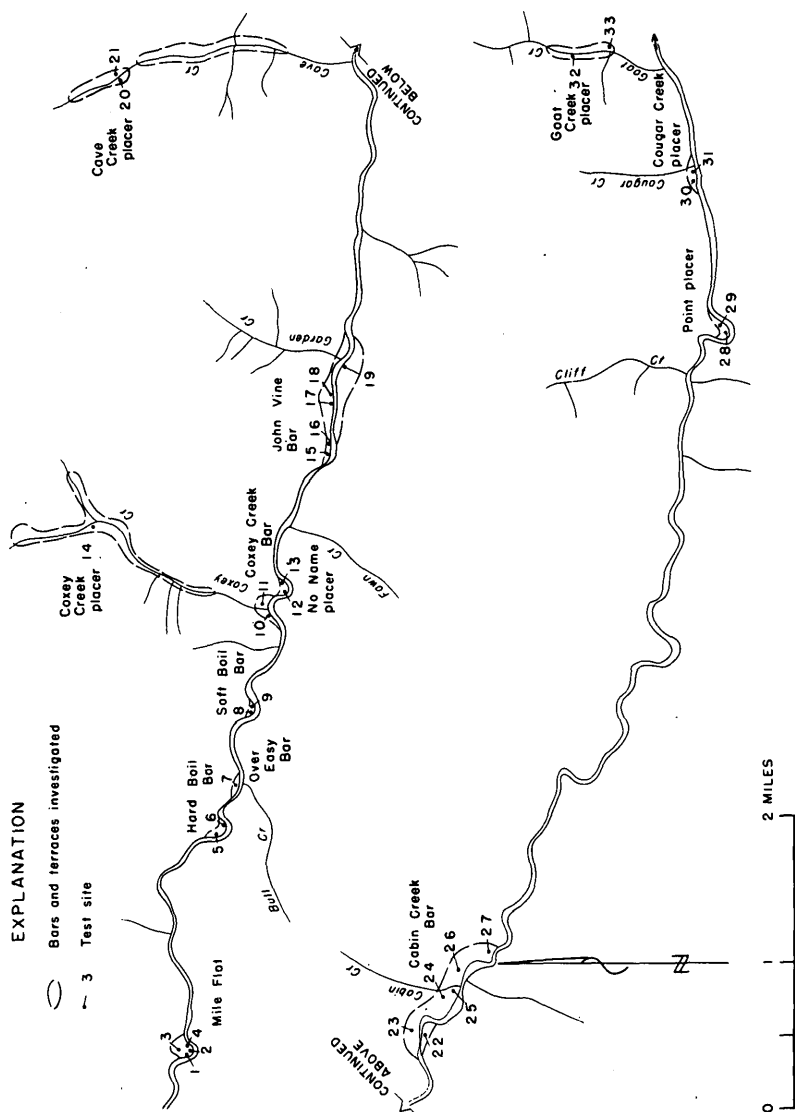 EXPLANATION
Bars and terraces investigated
3 Test site
Mile Flat
1
2
3
4
Hard Boil
Bar
5
6
7
Over
Easy
Bar
Bull Cr
Soft Boil
Bar
8
9
10
11
Coxey Cr
Coxey Creek
Bar
12
13
No Name
placer
Coxey
Creek
placer
14
Fawn Cr
John Vine
Bar
15
16
17
18
19
Garden Cr
Cave
Creek
placer
20
21
Cave Cr
CONTINUED
BELOW
CONTINUED
ABOVE
Cabin Cr
Cabin Creek
Bar
22
23
24
25
26
27
Cliff Cr
Point placer
28
29
Cougar Cr
Cougar Creek
placer
30
31
Goat
Creek
placer
32
33
Goat Cr
N
0
1
2 MILES